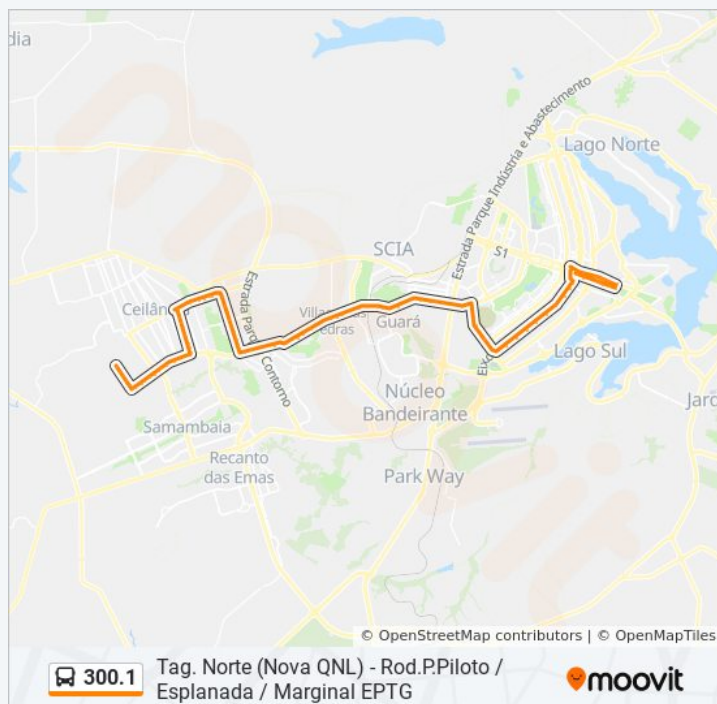 dia
Estrada Parque Indústria e Abastecimento
Lago Norte
SCIA
S1
Estrada Parque Contorno
Ceilân
Guará
Lago Sul
Núcleo
Bandeirante
Jarc
Samambaia
Recanto
das Emas
Park Way
© OpenStreetMap contributors | © OpenMapTiles
300.1
Tag. Norte (Nova QNL) - Rod.P.Piloto /
Esplanada / Marginal EPTG
moovit